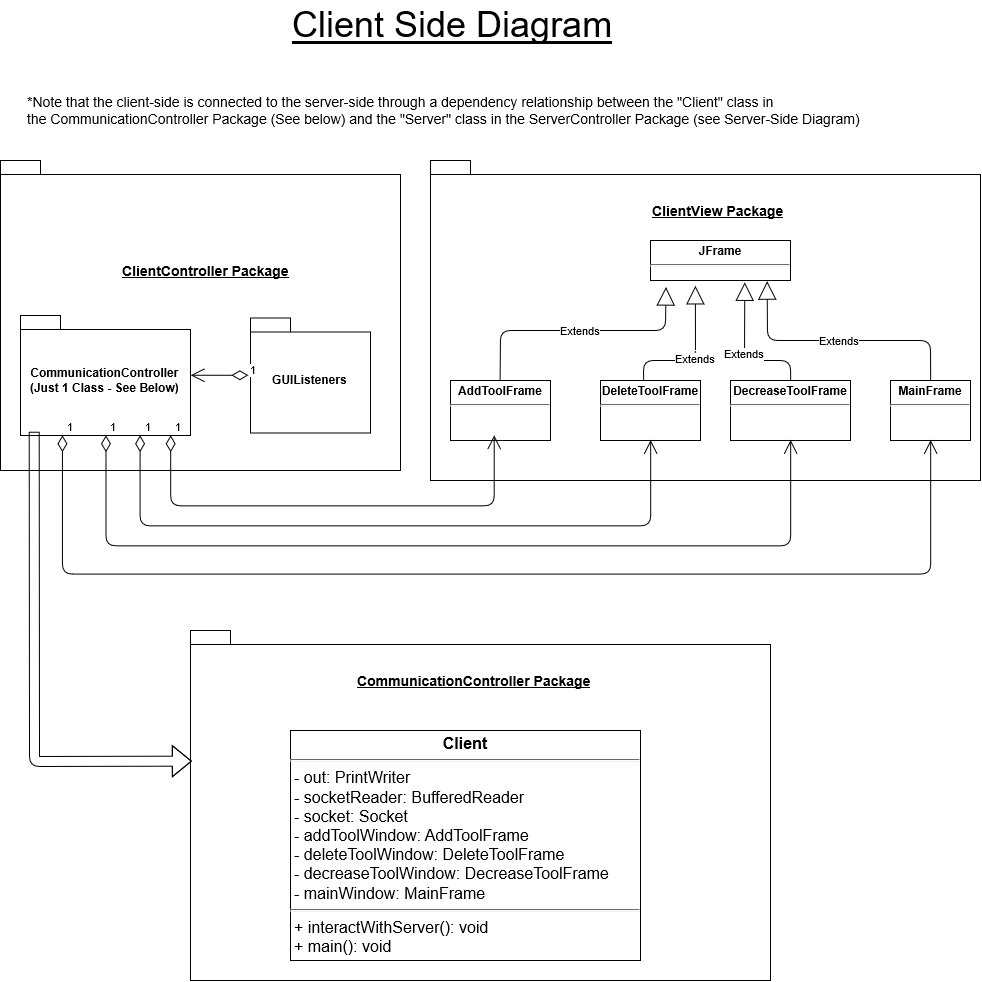 Client Side Diagram
*Note that the client-side is connected to the server-side through a dependency relationship between the "Client" class in
the CommunicationController Package (See below) and the "Server" class in the ServerController Package (see Server-Side Diagram)
ClientController Package
CommunicationController
(Just 1 Class - See Below)
1
GUIListeners
1
1
1
1
ClientView Package
JFrame
Extends
Extends
Extends
Extends
AddToolFrame
DeleteToolFrame
DecreaseToolFrame
MainFrame
CommunicationController Package
Client
- out: PrintWriter
- socketReader: BufferedReader
- socket: Socket
- addToolWindow: AddToolFrame
- deleteToolWindow: DeleteToolFrame
- decreaseToolWindow: DecreaseToolFrame
- mainWindow: MainFrame
+ interactWithServer(): void
+ main(): void